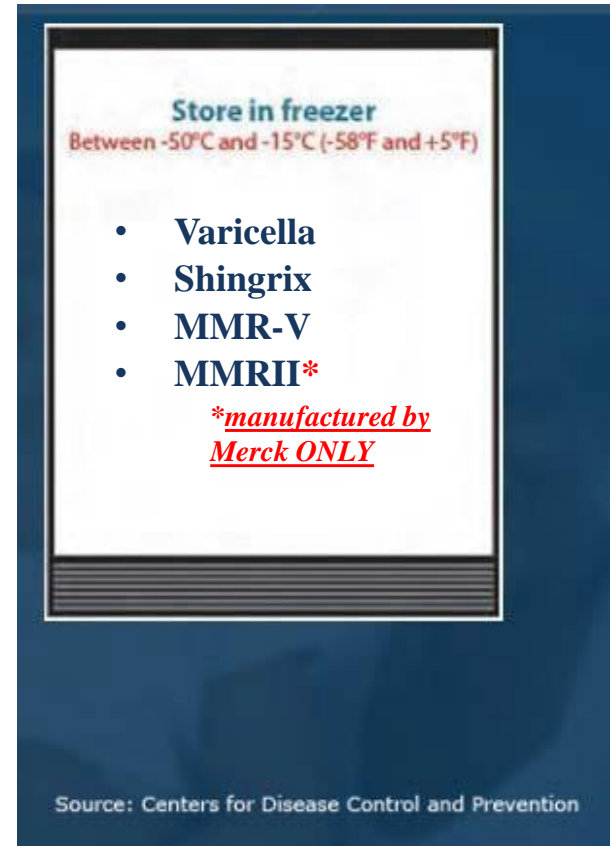 Store in freezer
Between -50°C and -15°C (-58°F and +5°F)
• Varicella
• Shingrix
• MMR-V
• MMRII*
*manufactured by
Merck ONLY
Source: Centers for Disease Control and Prevention